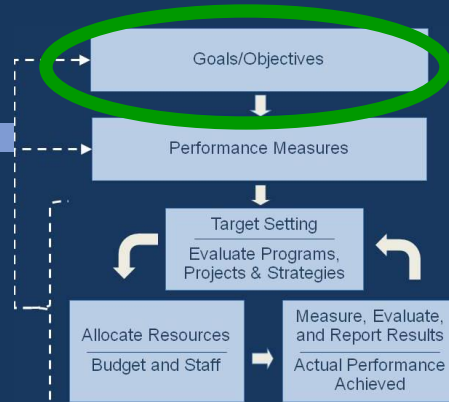 Goals/Objectives
Performance Measures
Target Setting
Evaluate Programs,
Projects & Strategies
Allocate Resources
Budget and Staff
Measure, Evaluate,
and Report Results
Actual Performance
Achieved